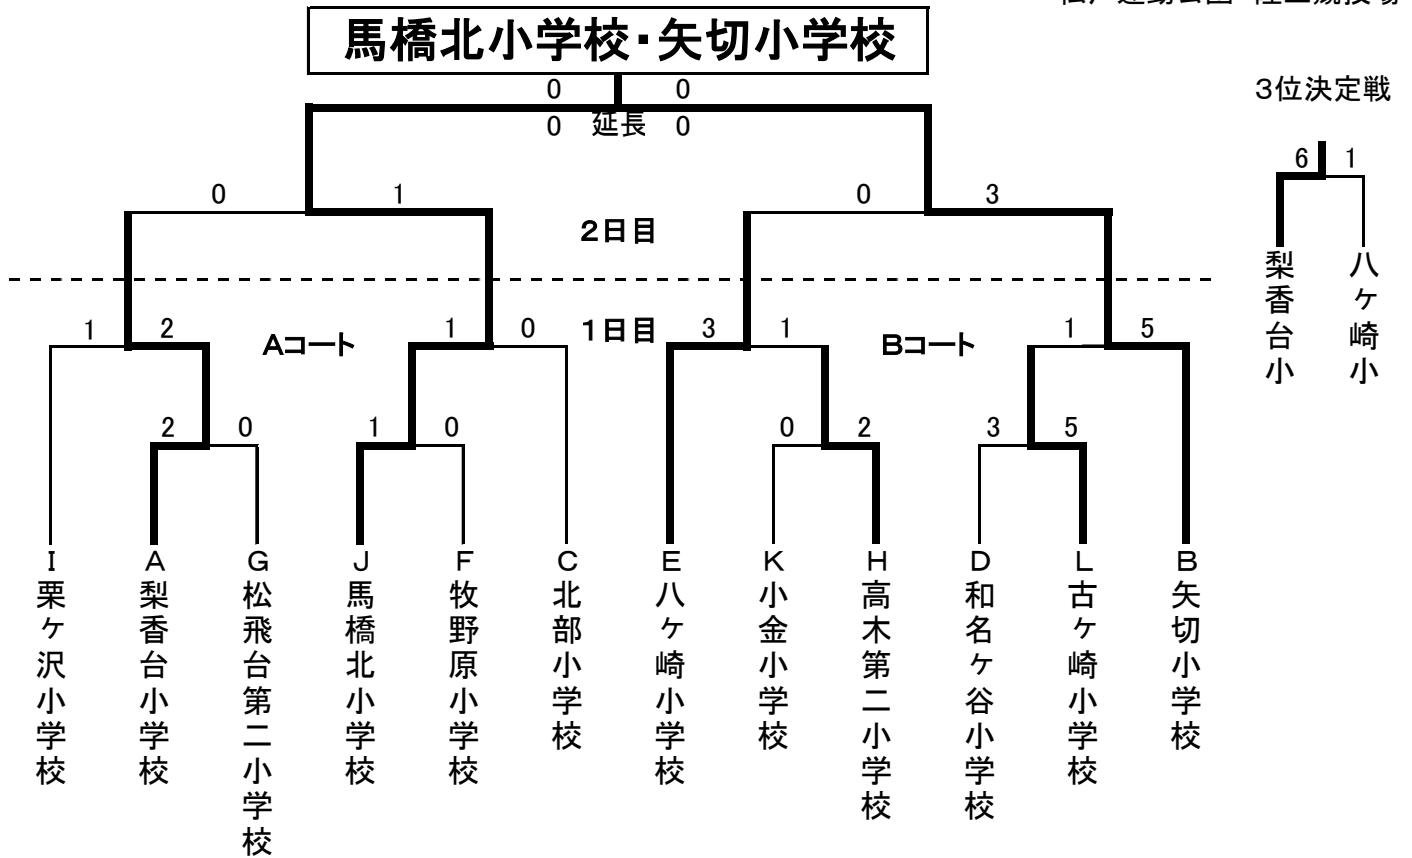 馬橋北小学校・矢切小学校
0 0
0 延長 0
3位決定戦
6 1
梨香台小
八ケ崎小
0 1 0 3
2日目
1日目
1 2 Aコート 1 0 3 1 Bコート 1 5
2 0 1 0 0 2 3 5
I 栗ケ沢小学校
A 梨香台小学校
G 松飛台第二小学校
J 馬橋北小学校
F 牧野原小学校
C 北部小学校
E 八ケ崎小学校
K 小金小学校
H 高木第二小学校
D 和名ケ谷小学校
L 古ケ崎小学校
B 矢切小学校